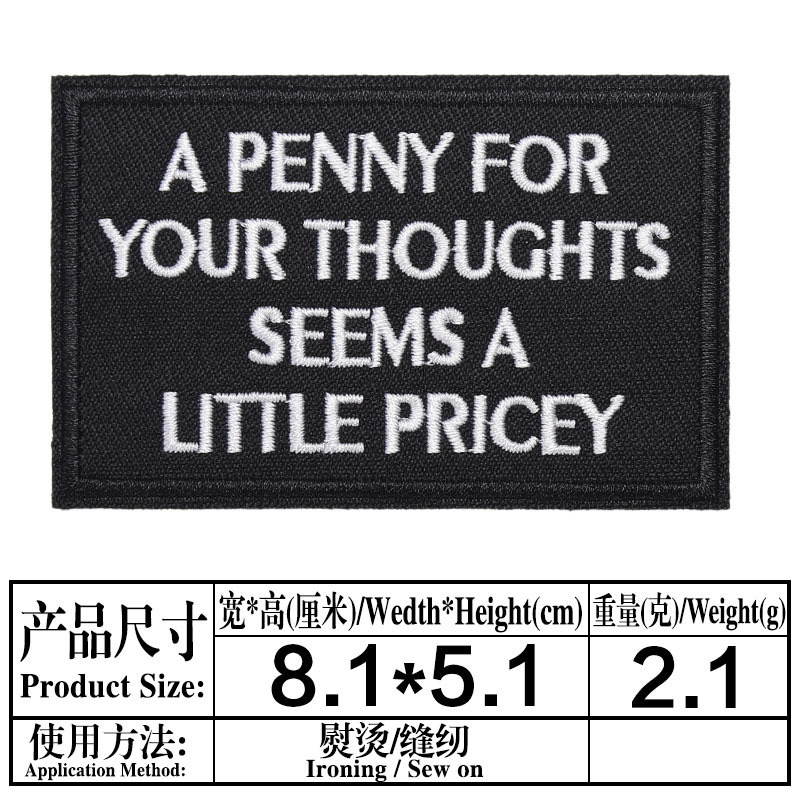 A PENNY FOR
YOUR THOUGHTS
SEEMS A
LITTLE PRICEY
产品尺寸
Product Size:
宽*高(厘米)/Wedth*Height(cm)
重量(克)/Weight(g)
8.1*5.1
2.1
使用方法:
Application Method:
熨烫/缝纫
Ironing / Sew on